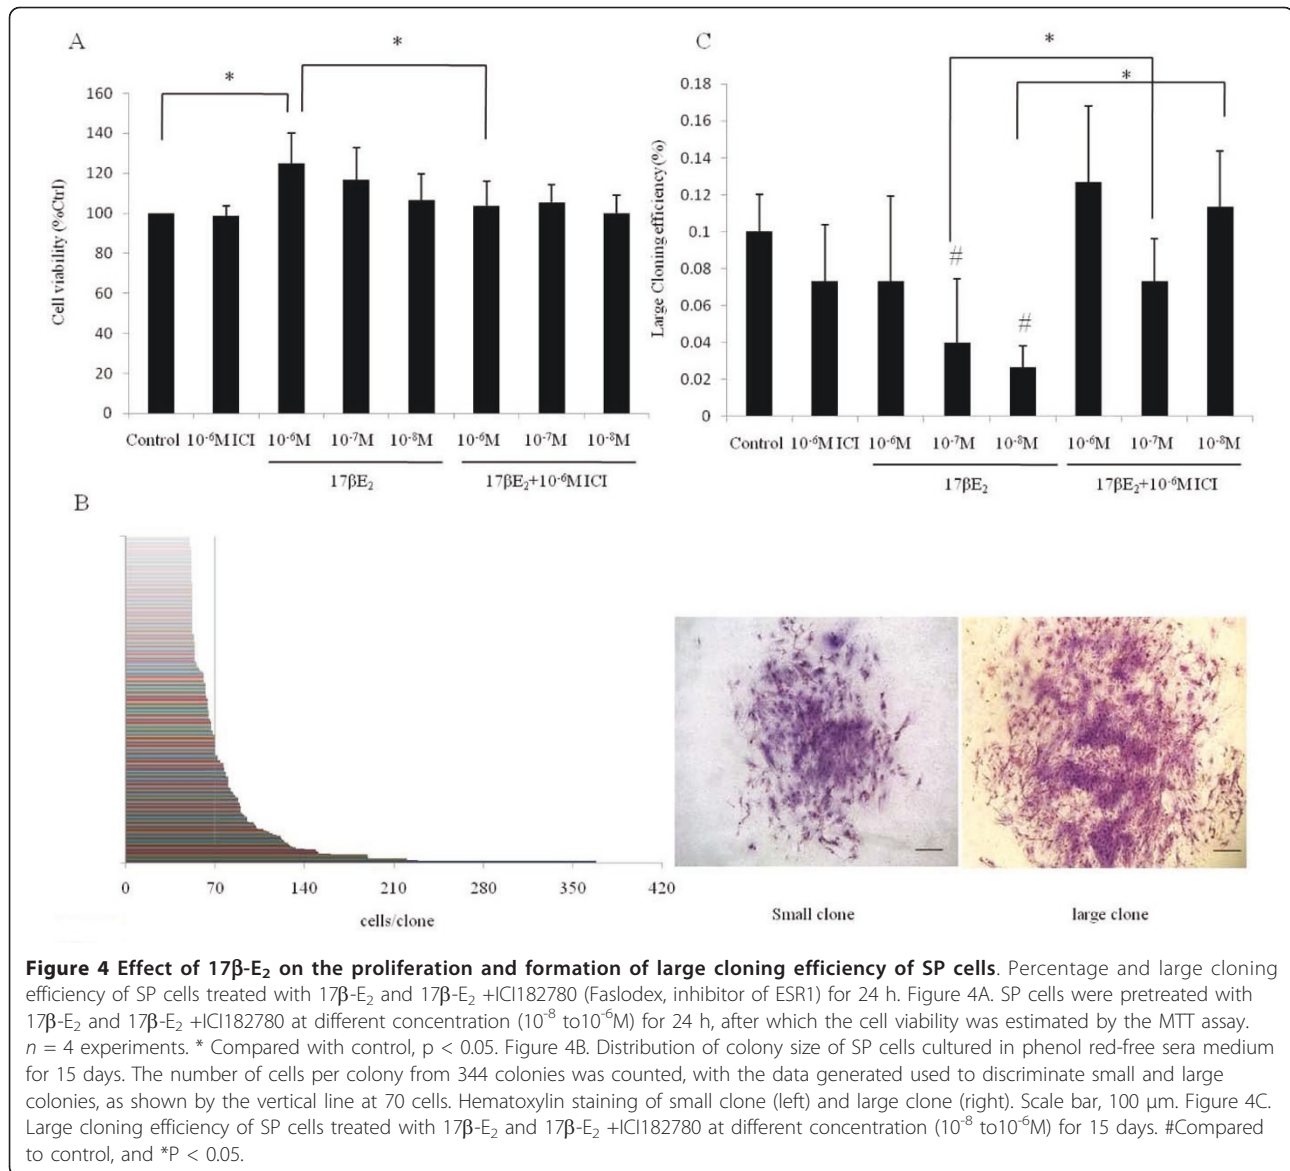 A
*
*
160
140
120
100
80
60
40
20
0
Cell viability (%Ctrl)
Control 10⁻⁶M ICI 10⁻⁶M 10⁻⁷M 10⁻⁸M 10⁻⁶M 10⁻⁷M 10⁻⁸M
17βE₂ 17βE₂+10⁻⁶M ICI
C
*
*
0.18
0.16
0.14
0.12
0.1
0.08
0.06
0.04
0.02
0
Large Cloning efficiency (%)
#
#
Control 10⁻⁶M ICI 10⁻⁶M 10⁻⁷M 10⁻⁸M 10⁻⁶M 10⁻⁷M 10⁻⁸M
17βE₂ 17βE₂+10⁻⁶M ICI
B
0 70 140 210 280 350 420
cells/clone
Small clone large clone
Figure 4 Effect of 17β-E₂ on the proliferation and formation of large cloning efficiency of SP cells. Percentage and large cloning
efficiency of SP cells treated with 17β-E₂ and 17β-E₂ +ICI182780 (Faslodex, inhibitor of ESR1) for 24 h. Figure 4A. SP cells were pretreated with
17β-E₂ and 17β-E₂ +ICI182780 at different concentration (10⁻⁸ to10⁻⁶M) for 24 h, after which the cell viability was estimated by the MTT assay.
n = 4 experiments. * Compared with control, p < 0.05. Figure 4B. Distribution of colony size of SP cells cultured in phenol red-free sera medium
for 15 days. The number of cells per colony from 344 colonies was counted, with the data generated used to discriminate small and large
colonies, as shown by the vertical line at 70 cells. Hematoxylin staining of small clone (left) and large clone (right). Scale bar, 100 μm. Figure 4C.
Large cloning efficiency of SP cells treated with 17β-E₂ and 17β-E₂ +ICI182780 at different concentration (10⁻⁸ to10⁻⁶M) for 15 days. #Compared
to control, and *P < 0.05.